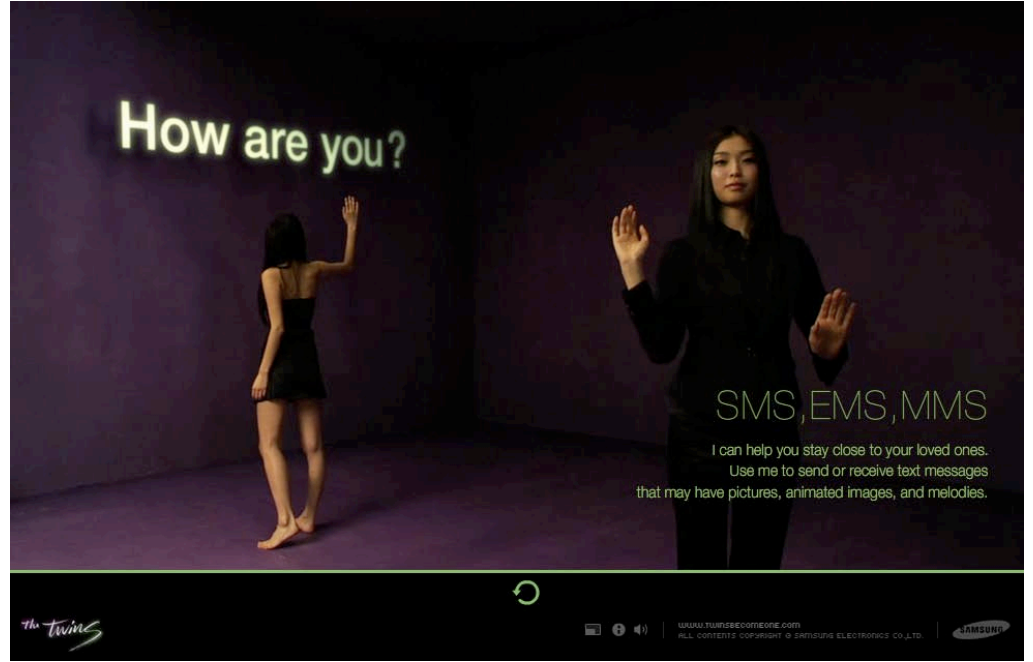 How are you?
SMS,EMS,MMS
I can help you stay close to your loved ones.
Use me to send or receive text messages
that may have pictures, animated images, and melodies.
the twins
WWW.TWINSBECOMEONE.COM
ALL CONTENTS COPYRIGHT @ SAMSUNG ELECTRONICS CO.,LTD.
SAMSUNG